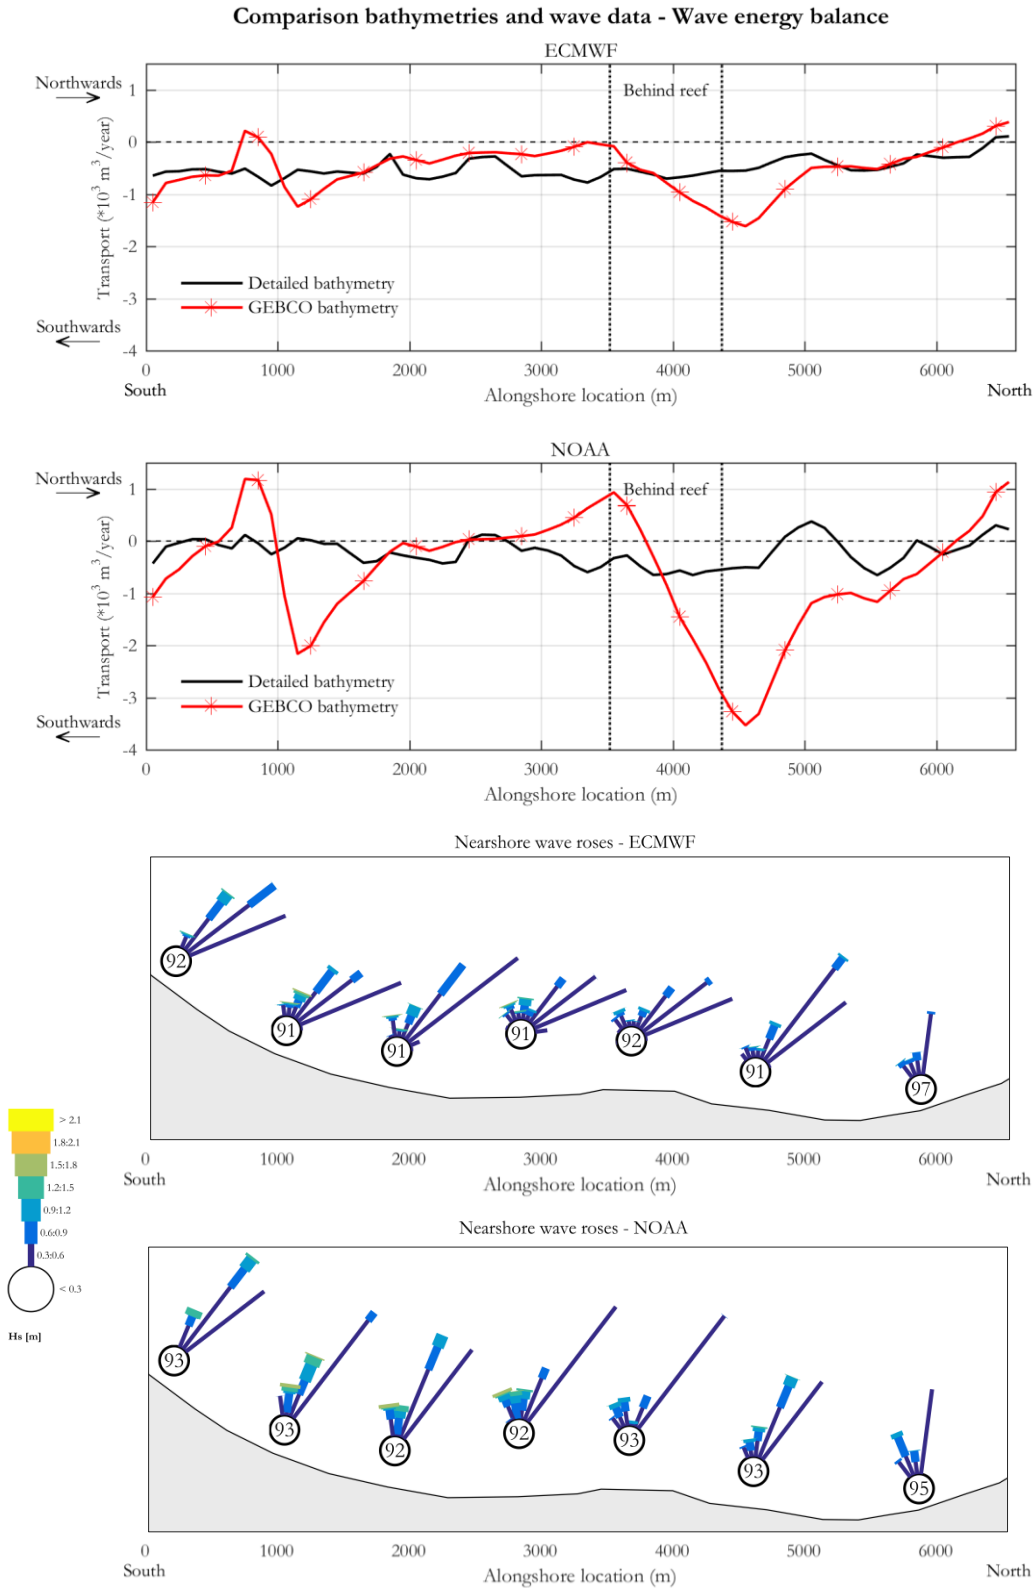 Comparison bathymetries and wave data - Wave energy balance
ECMWF
Northwards
Behind reef
1
0
-1
-2
-3
-4
Transport (*10³ m³/year)
Detailed bathymetry
GEBCO bathymetry
Southwards
0 1000 2000 3000 4000 5000 6000
South Alongshore location (m) North
NOAA
Northwards
Behind reef
1
0
-1
-2
-3
-4
Transport (*10³ m³/year)
Detailed bathymetry
GEBCO bathymetry
Southwards
0 1000 2000 3000 4000 5000 6000
Alongshore location (m)
Nearshore wave roses - ECMWF
92 91 91 91 92 91 97
0 1000 2000 3000 4000 5000 6000
South Alongshore location (m) North
> 2.1
1.8:2.1
1.5:1.8
1.2:1.5
0.9:1.2
0.6:0.9
0.3:0.6
< 0.3
Hs [m]
Nearshore wave roses - NOAA
93 93 92 92 93 93 95
0 1000 2000 3000 4000 5000 6000
South Alongshore location (m) North